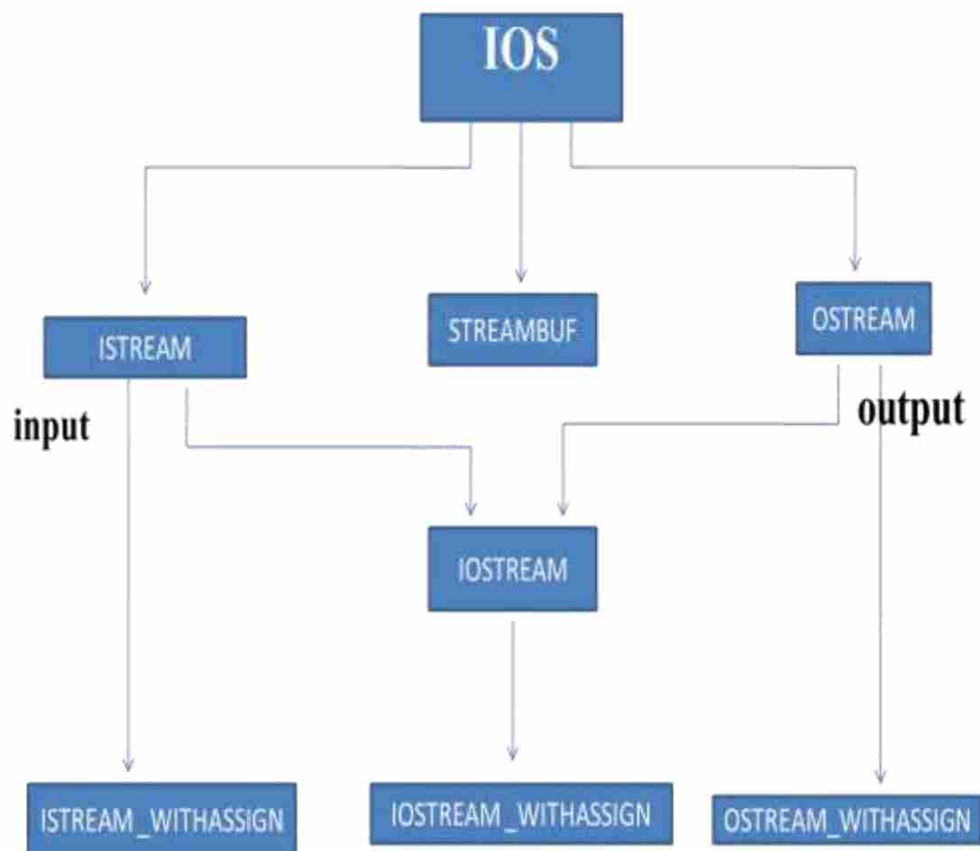 IOS
ISTREAM
STREAMBUF
OSTREAM
input
output
IOSTREAM
ISTREAM_WITHASSIGN
IOSTREAM_WITHASSIGN
OSTREAM_WITHASSIGN